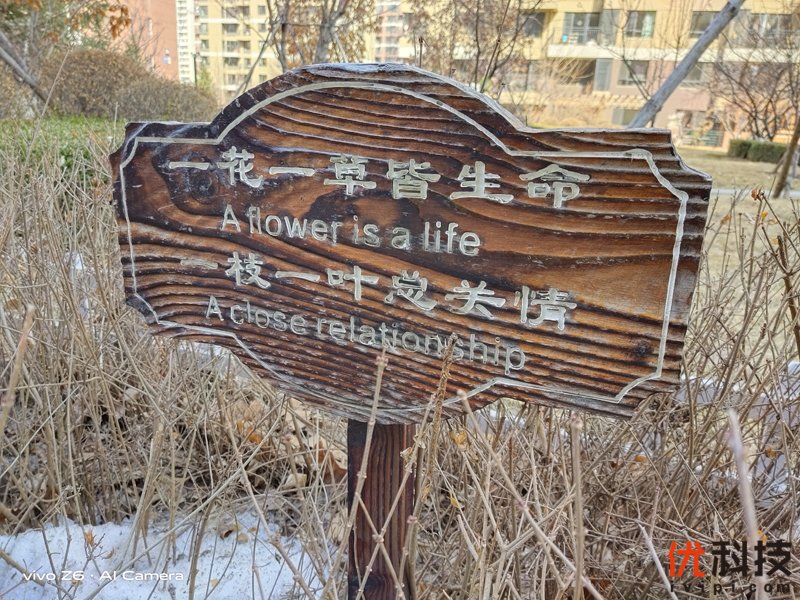 一花一草皆生命
A flower is a life
一枝一叶总关情
A close relationship
vivo Z6 · AI Camera
优科技